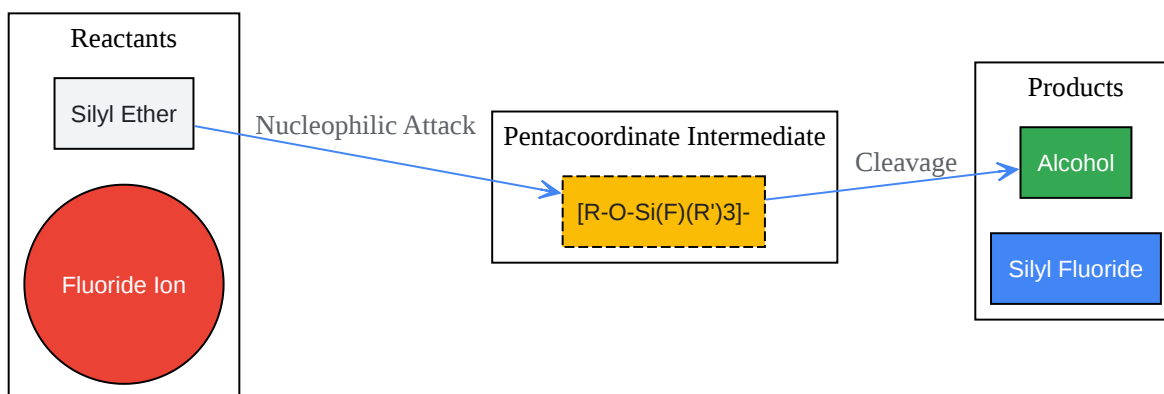 Reactants
Silyl Ether
Fluoride Ion
Nucleophilic Attack
Pentacoordinate Intermediate
[R-O-Si(F)(R')3]-
Cleavage
Products
Alcohol
Silyl Fluoride